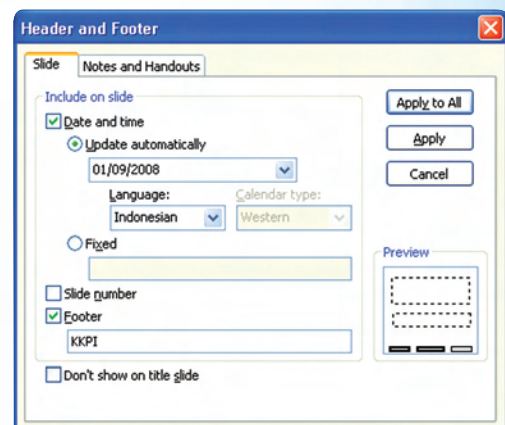 Header and Footer
Slide
Notes and Handouts
Include on slide
Date and time
Update automatically
01/09/2008
Language:
Calendar type:
Indonesian
Western
Fixed
Slide number
Footer
KKPI
Don't show on title slide
Apply to All
Apply
Cancel
Preview